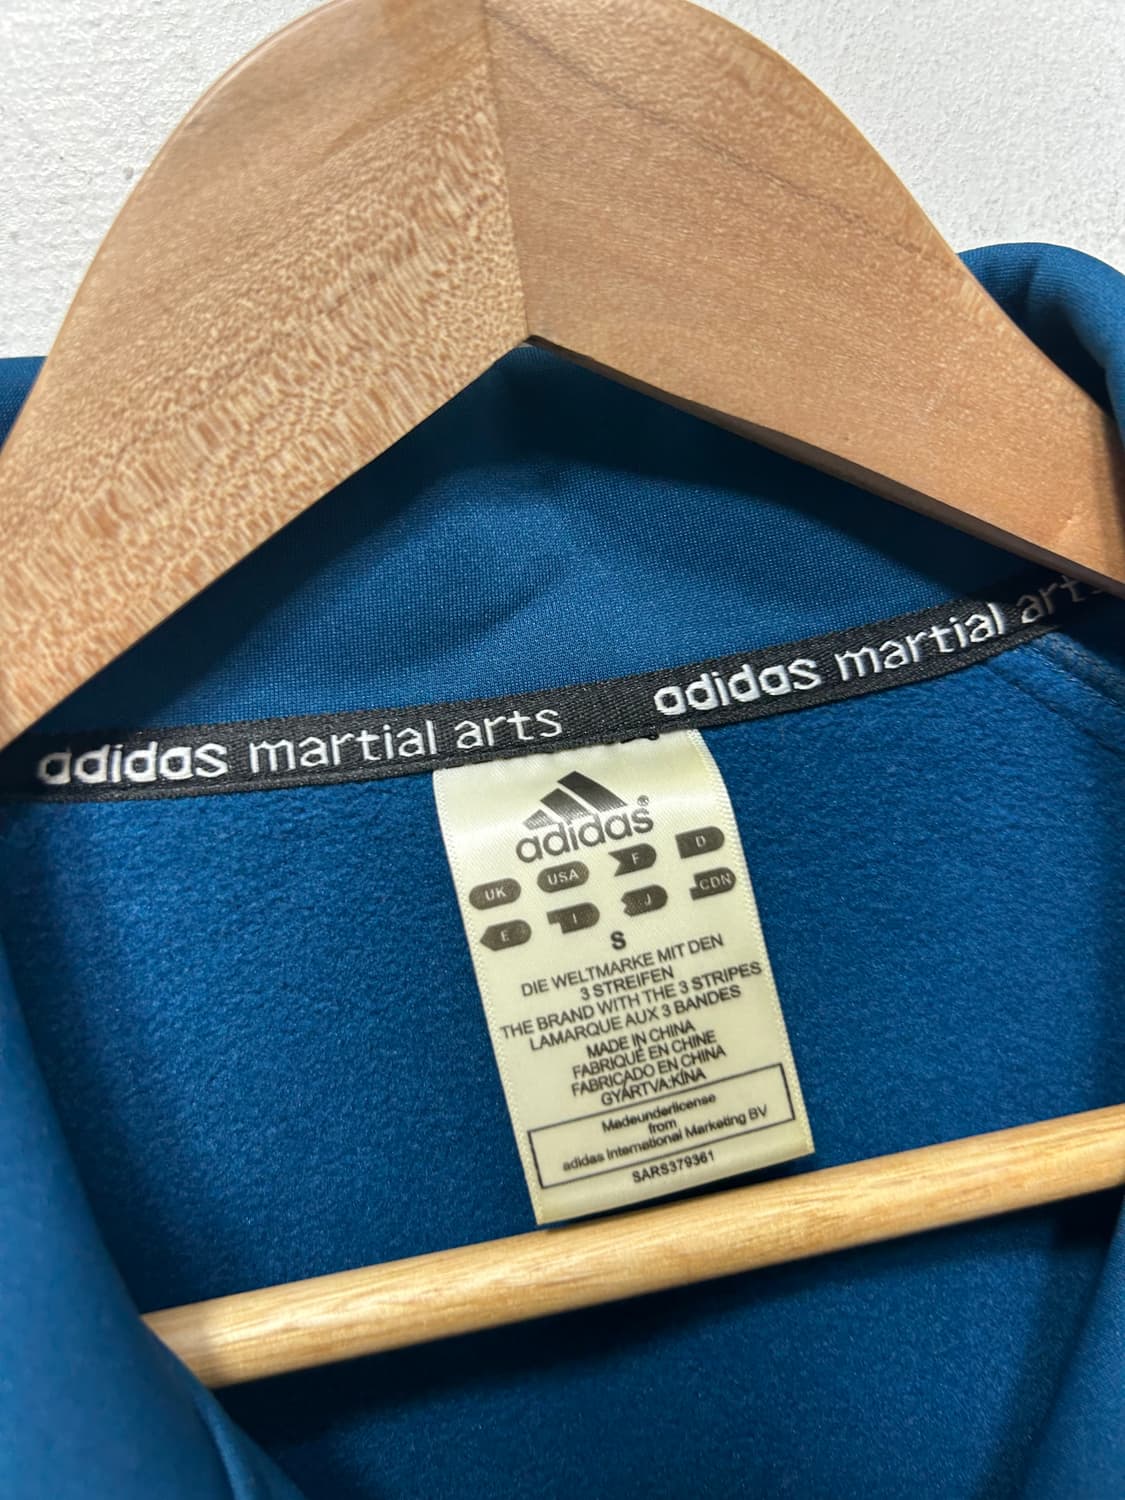 adidas martial arts adidas martial arts
adidas®
UK USA F D
E I J CDN
S
DIE WELTMARKE MIT DEN
3 STREIFEN
THE BRAND WITH THE 3 STRIPES
LAMARQUE AUX 3 BANDES
MADE IN CHINA
FABRIQUÉ EN CHINE
FABRICADO EN CHINA
GYÁRTVA:KÍNA
Madeunderlicense
from
adidas International Marketing BV
SARS379361